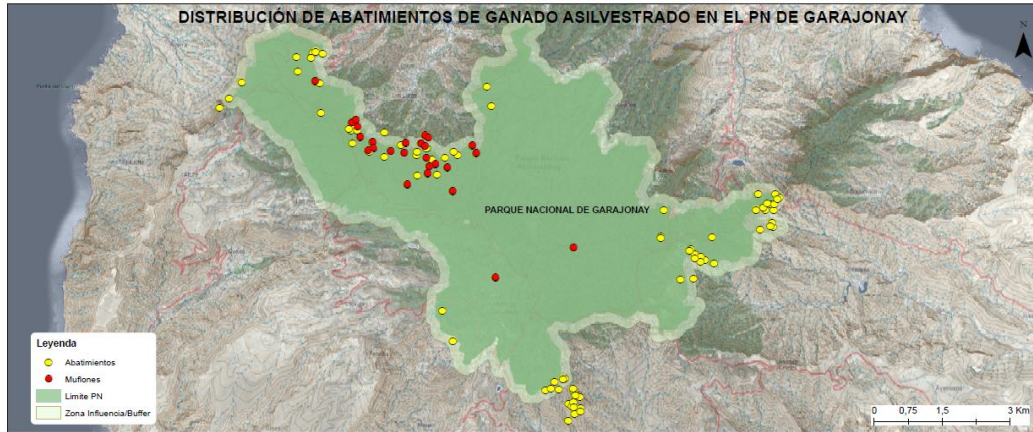 DISTRIBUCIÓN DE ABATIMIENTOS DE GANADO ASILVESTRADO EN EL PN DE GARAJONAY
N
PARQUE NACIONAL DE GARAJONAY
Leyenda
Abatimientos
Muflones
Límite PN
Zona Influencia/Buffer
0 0,75 1,5 3 Km